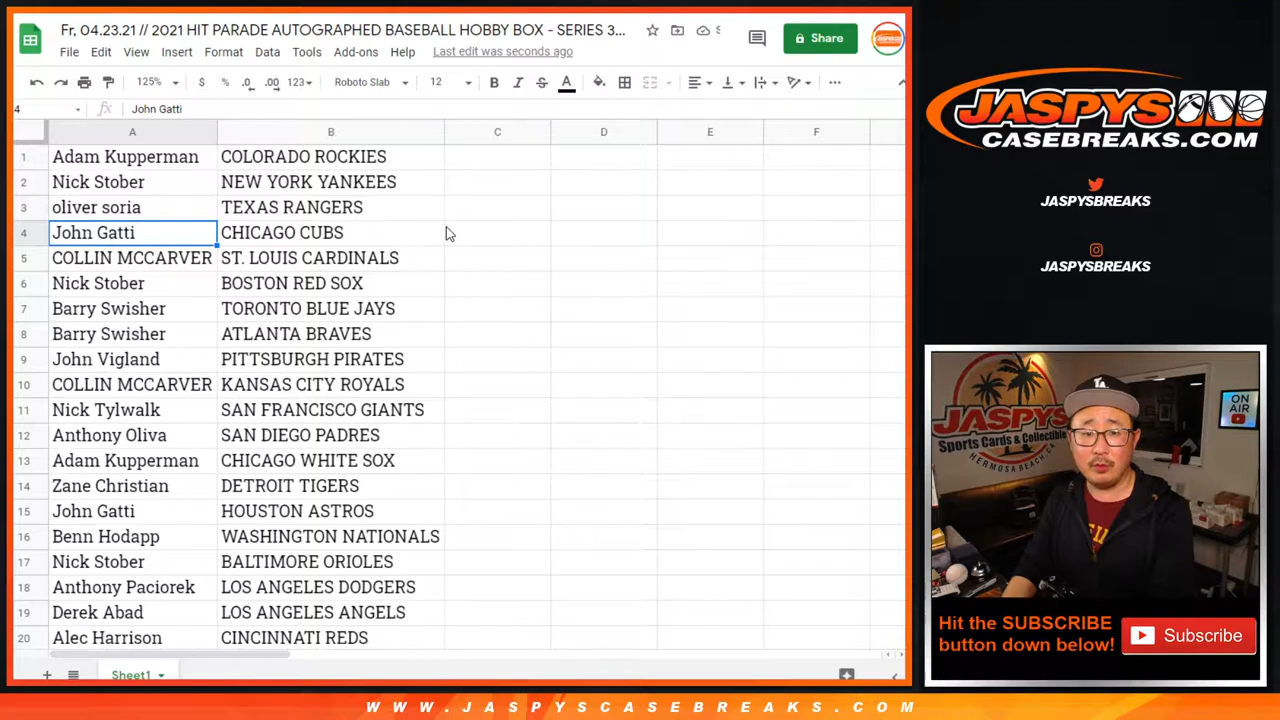 Fr, 04.23.21 // 2021 HIT PARADE AUTOGRAPHED BASEBALL HOBBY BOX - SERIES 3...
File Edit View Insert Format Data Tools Add-ons Help Last edit was seconds ago
Share
125% $ % .0 .00 123 Roboto Slab 12 B I S A
4 fx John Gatti
A B C D E F
1 Adam Kupperman COLORADO ROCKIES
2 Nick Stober NEW YORK YANKEES
3 oliver soria TEXAS RANGERS
4 John Gatti CHICAGO CUBS
5 COLLIN MCCARVER ST. LOUIS CARDINALS
6 Nick Stober BOSTON RED SOX
7 Barry Swisher TORONTO BLUE JAYS
8 Barry Swisher ATLANTA BRAVES
9 John Vigland PITTSBURGH PIRATES
10 COLLIN MCCARVER KANSAS CITY ROYALS
11 Nick Tylwalk SAN FRANCISCO GIANTS
12 Anthony Oliva SAN DIEGO PADRES
13 Adam Kupperman CHICAGO WHITE SOX
14 Zane Christian DETROIT TIGERS
15 John Gatti HOUSTON ASTROS
16 Benn Hodapp WASHINGTON NATIONALS
17 Nick Stober BALTIMORE ORIOLES
18 Anthony Paciorek LOS ANGELES DODGERS
19 Derek Abad LOS ANGELES ANGELS
20 Alec Harrison CINCINNATI REDS
Sheet1
JASPYS
CASEBREAKS.COM
JASPYSBREAKS
JASPYSBREAKS
JASPYS
Sports Cards & Collectible
HERMOSA BEACH
ON
AIR
Hit the SUBSCRIBE
button down below!
Subscribe
WWW.JASPYSCASEBREAKS.COM